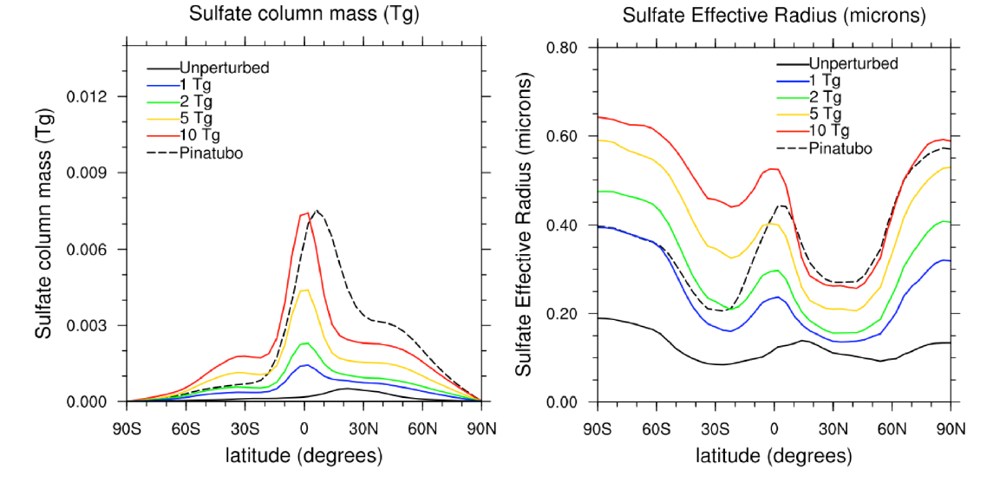 Sulfate column mass (Tg)
Unperturbed
1 Tg
2 Tg
5 Tg
10 Tg
Pinatubo
0.012
0.009
0.006
0.003
0.000
Sulfate column mass (Tg)
90S 60S 30S 0 30N 60N 90N
latitude (degrees)
Sulfate Effective Radius (microns)
Unperturbed
1 Tg
2 Tg
5 Tg
10 Tg
Pinatubo
0.80
0.60
0.40
0.20
0.00
Sulfate Effective Radius (microns)
90S 60S 30S 0 30N 60N 90N
latitude (degrees)